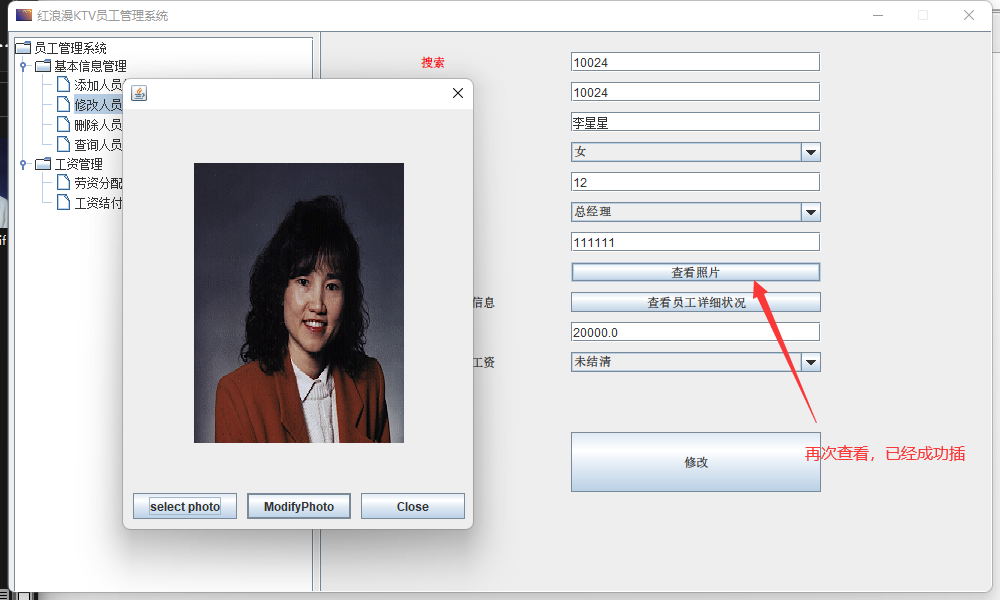 红浪漫KTV员工管理系统
员工管理系统
基本信息管理
添加人员
修改人员
删除人员
查询人员
工资管理
劳资分配
工资结付
搜索
10024
10024
李星星
女
12
总经理
111111
查看照片
信息
查看员工详细状况
20000.0
工资
未结清
修改
再次查看，已经成功插
select photo
ModifyPhoto
Close